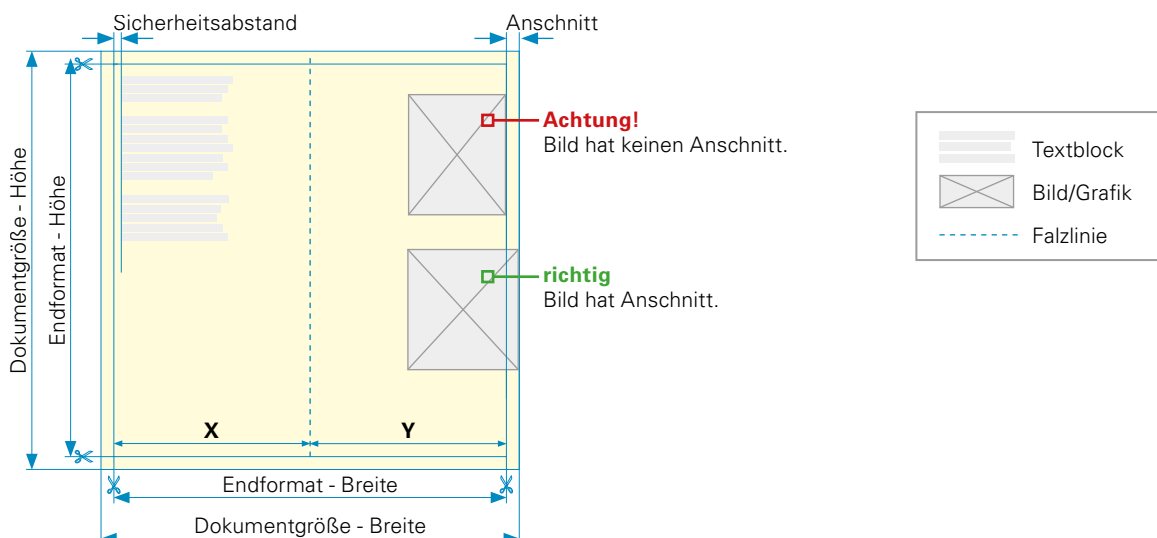 Sicherheitsabstand
Anschnitt
Dokumentgröße - Höhe
Endformat - Höhe
Achtung!
Bild hat keinen Anschnitt.
richtig
Bild hat Anschnitt.
X
Y
Endformat - Breite
Dokumentgröße - Breite
Textblock
Bild/Grafik
Falzlinie